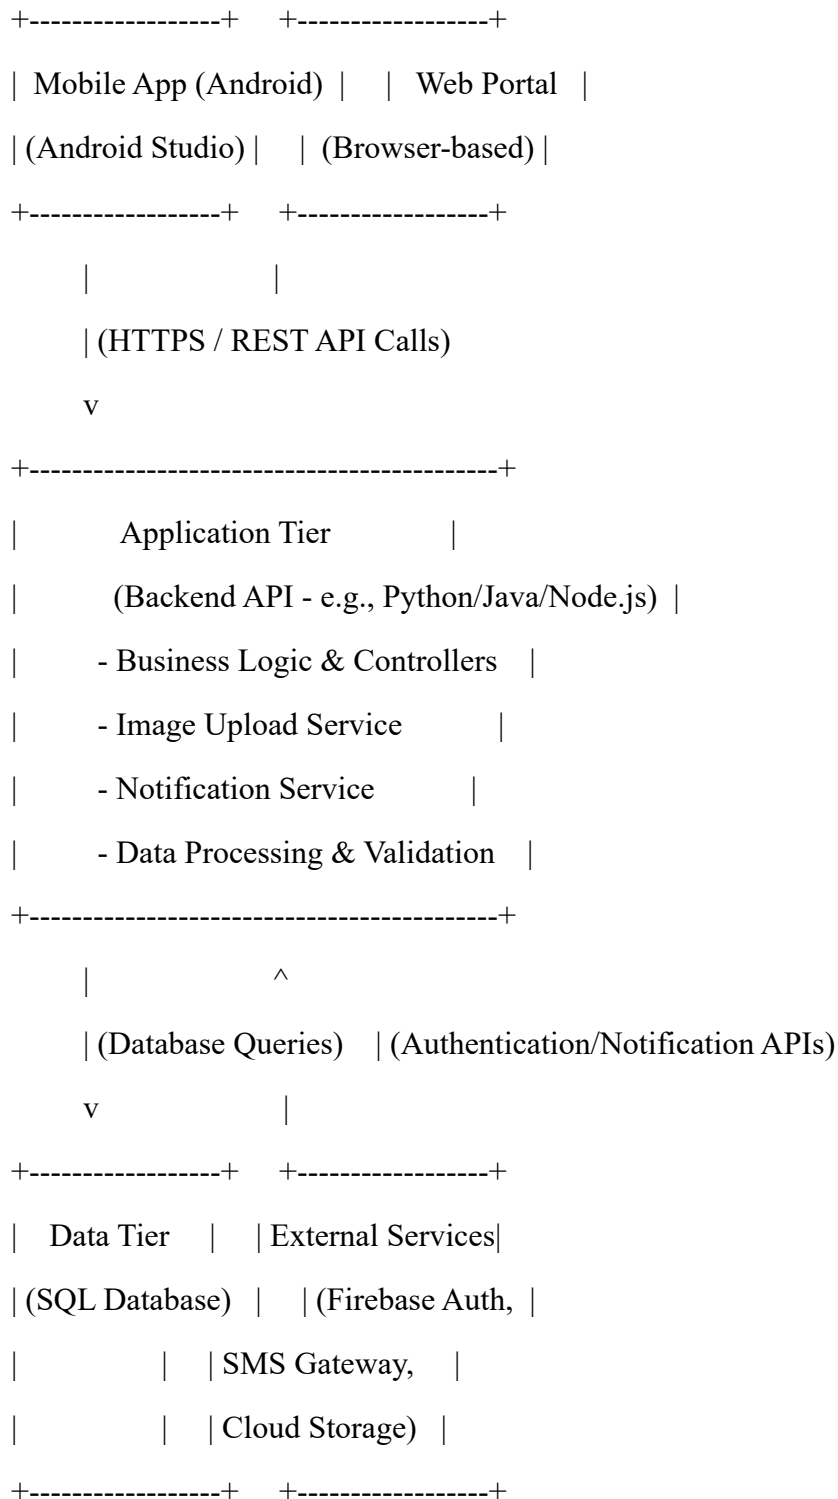 +------------------+     +------------------+
|  Mobile App (Android)  |     |   Web Portal   |
| (Android Studio) |     |  (Browser-based) |
+------------------+     +------------------+
         |                       |
         | (HTTPS / REST API Calls)
         v
+--------------------------------------------+
|             Application Tier               |
|            (Backend API - e.g., Python/Java/Node.js)  |
|          - Business Logic & Controllers    |
|          - Image Upload Service            |
|          - Notification Service            |
|          - Data Processing & Validation    |
+--------------------------------------------+
         |                       ^
         | (Database Queries)    | (Authentication/Notification APIs)
         v                       |
+------------------+     +------------------+
|    Data Tier     |     | External Services|
| (SQL Database)   |     | (Firebase Auth,  |
|                  |     | SMS Gateway,     |
|                  |     | Cloud Storage)   |
+------------------+     +------------------+